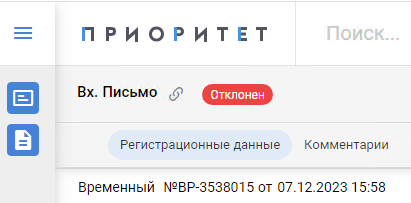 ПРИОРИТЕТ
Поиск...
Вх. Письмо Отклонен
Регистрационные данные Комментарии
Временный №ВР-3538015 от 07.12.2023 15:58